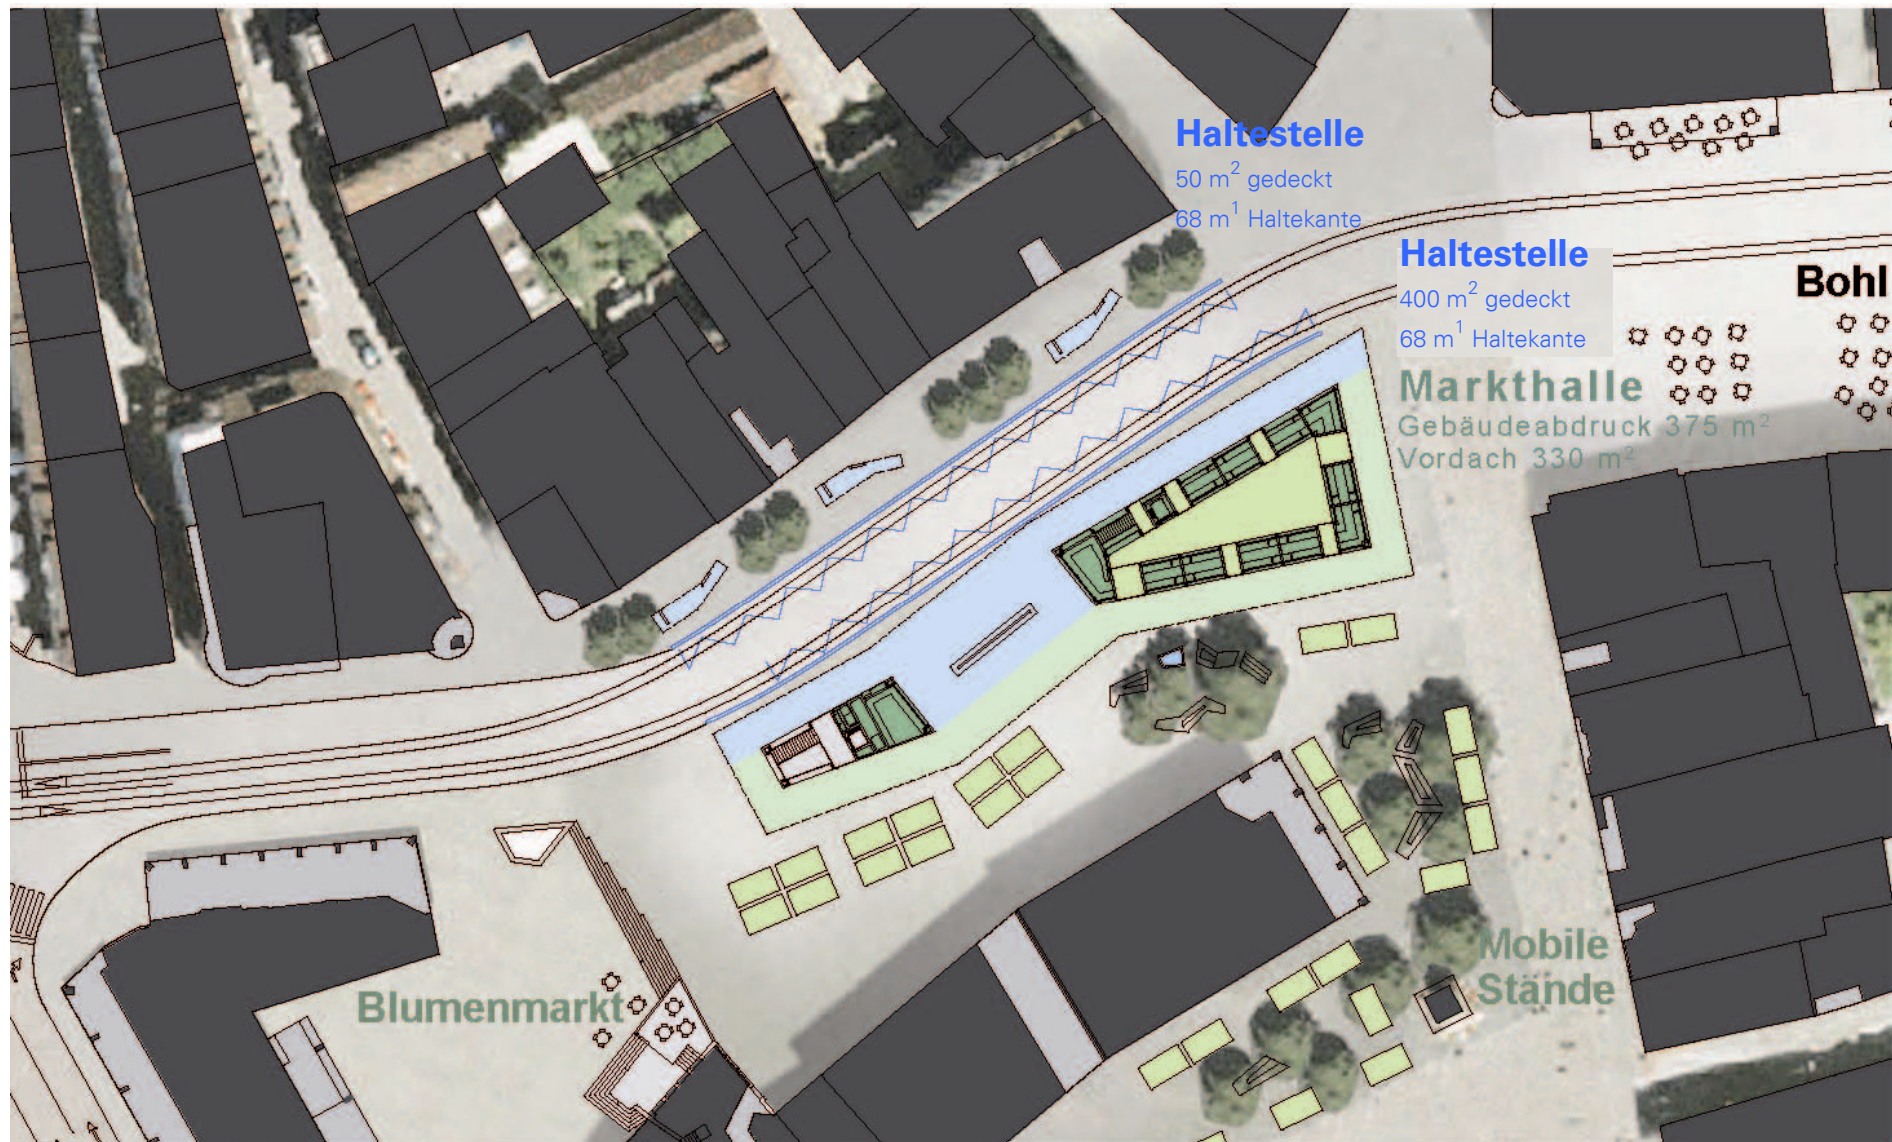 Haltestelle
50 m² gedeckt
68 m¹ Haltekante
Haltestelle
400 m² gedeckt
68 m¹ Haltekante
Bohl
Markthalle
Gebäudeabdruck 375 m²
Vordach 330 m²
Mobile
Stände
Blumenmarkt